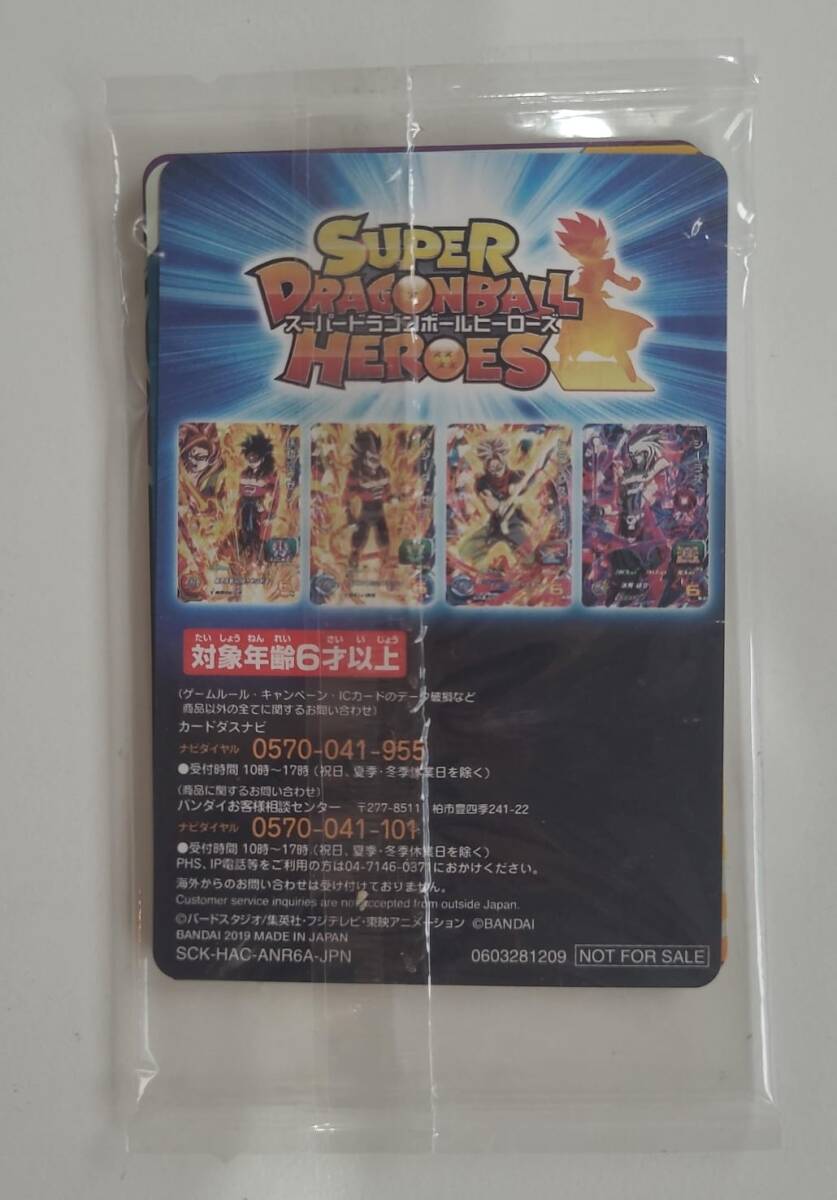 SUPER
DRAGONBALL
スーパードラゴンボールヒーローズ
HEROES
たい しょう ねん れい さい い じょう
対象年齢6才以上
(ゲームルール・キャンペーン・ICカードのデータ破損など
商品以外の全てに関するお問い合わせ)
カードダスナビ
ナビダイヤル 0570-041-955
●受付時間 10時〜17時 (祝日、夏季・冬季休業日を除く)
(商品に関するお問い合わせ)
バンダイお客様相談センター 〒277-8511 柏市豊四季241-22
ナビダイヤル 0570-041-101
●受付時間 10時〜17時 (祝日、夏季・冬季休業日を除く)
PHS、IP電話等をご利用の方は04-7146-0371におかけください。
海外からのお問い合わせは受け付けておりません。
Customer service inquiries are not accepted from outside Japan.
©バードスタジオ/集英社・フジテレビ・東映アニメーション ©BANDAI
BANDAI 2019 MADE IN JAPAN
SCK-HAC-ANR6A-JPN 0603281209 NOT FOR SALE